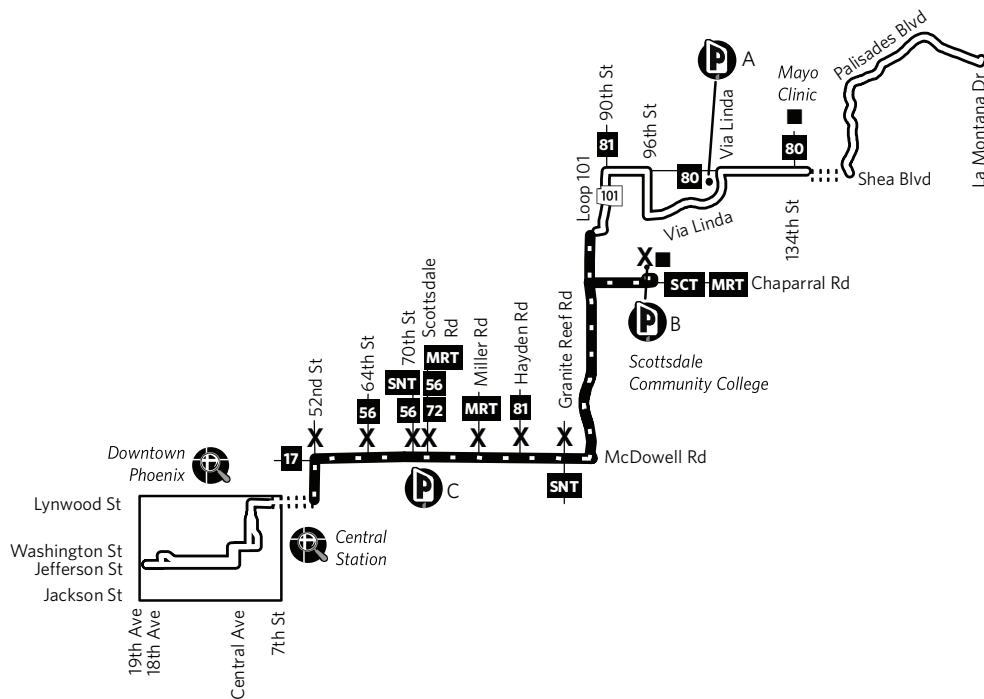 Palisades Blvd
La Montana Dr
A
Mayo
Clinic
90th St
96th St
Via Linda
81
80
80
Loop 101
101
Shea Blvd
Via Linda
134th St
X
SCT
MRT
Chaparral Rd
P
B
Scottsdale
Community College
52nd St
64th St
70th St
Scottsdale
Rd
Miller Rd
Hayden Rd
Granite Reef Rd
MRT
SNT
56
56
56
72
MRT
81
X
X
X
X
X
X
X
17
McDowell Rd
SNT
P
C
P
Downtown
Phoenix
Lynwood St
Central
Station
Washington St
Jefferson St
Jackson St
19th Ave
18th Ave
Central Ave
7th St